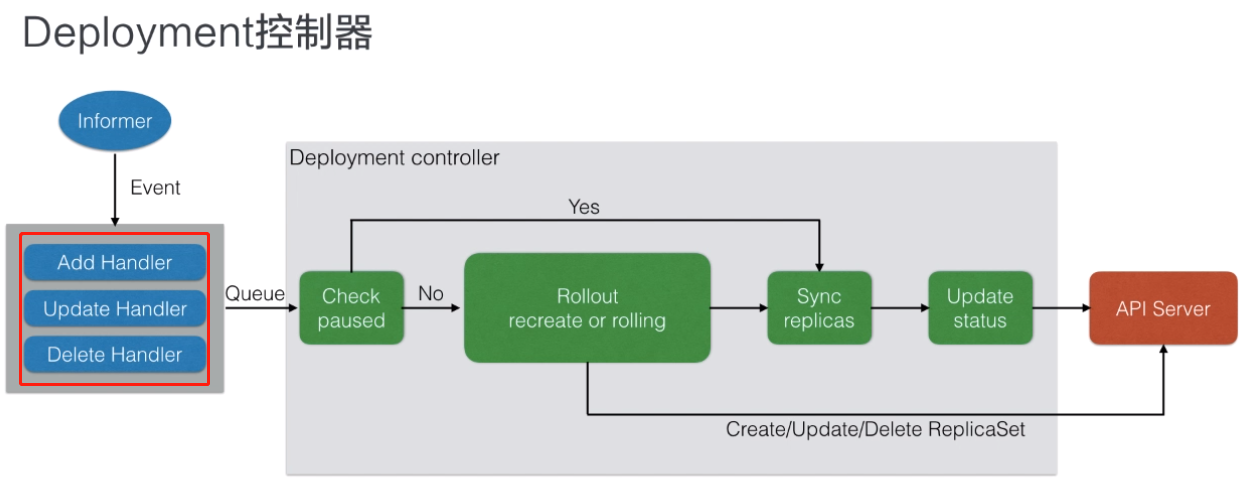 Deployment控制器
Informer
Event
Add Handler
Update Handler
Delete Handler
Queue
Deployment controller
Yes
Check
paused
No
Rollout
recreate or rolling
Sync
replicas
Update
status
API Server
Create/Update/Delete ReplicaSet